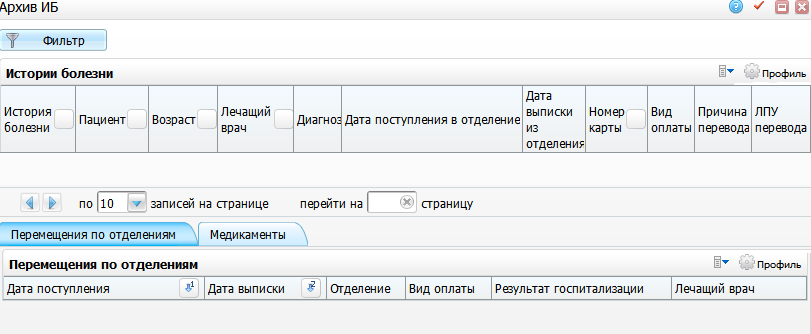 Архив ИБ
Фильтр
Истории болезни
Профиль
История болезни
Пациент
Возраст
Лечащий врач
Диагноз
Дата поступления в отделение
Дата выписки из отделения
Номер карты
Вид оплаты
Причина перевода
ЛПУ перевода
по 10 записей на странице перейти на страницу
Перемещения по отделениям Медикаменты
Перемещения по отделениям
Профиль
Дата поступления 1 Дата выписки 2 Отделение Вид оплаты Результат госпитализации Лечащий врач